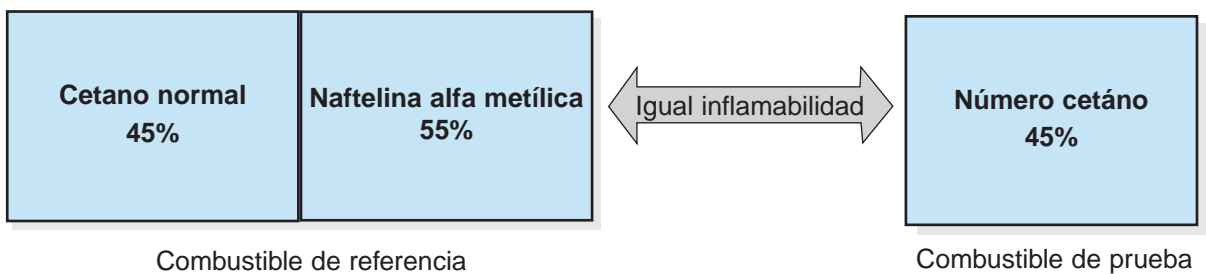 Cetano normal
45%
Naftelina alfa metílica
55%
Igual inflamabilidad
Número cetáno
45%
Combustible de referencia
Combustible de prueba